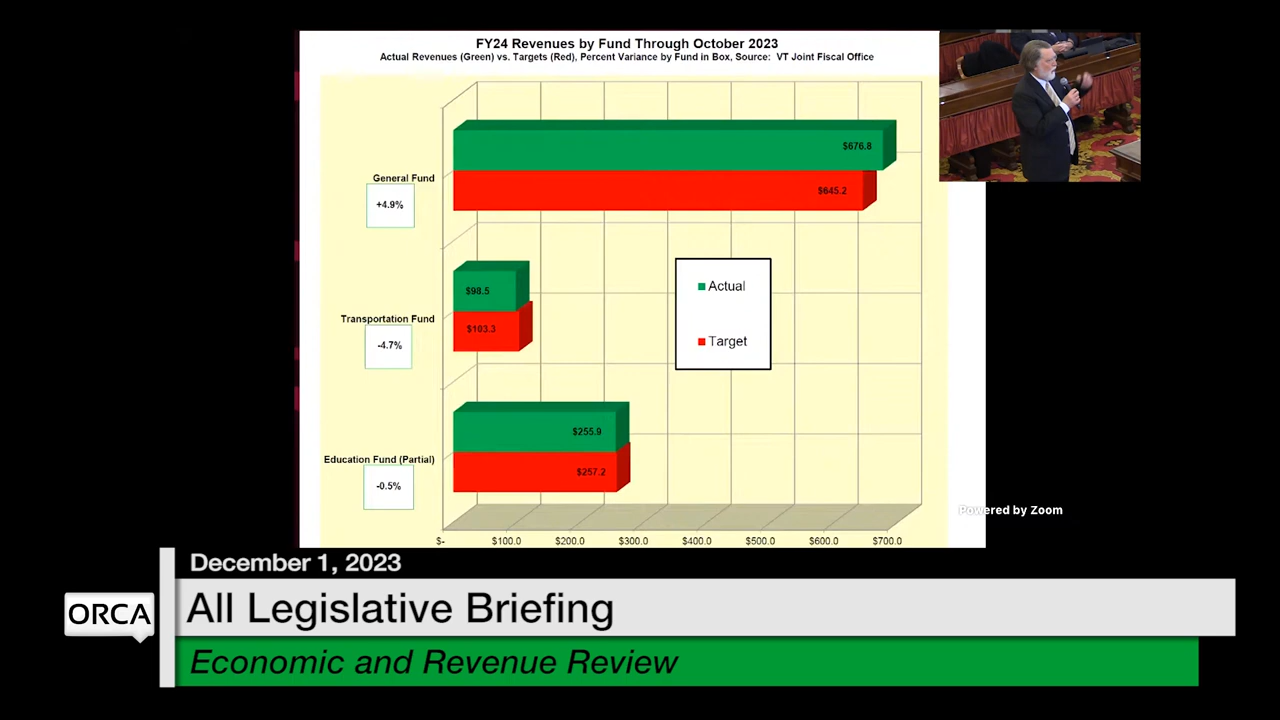 FY24 Revenues by Fund Through October 2023
Actual Revenues (Green) vs. Targets (Red), Percent Variance by Fund in Box, Source: VT Joint Fiscal Office
$676.8
General Fund
$645.2
+4.9%
Actual
$98.5
Transportation Fund
$103.3
-4.7%
Target
$255.9
Education Fund (Partial)
$257.2
-0.5%
$-
$100.0
$200.0
$300.0
$400.0
$500.0
$600.0
$700.0
Powered by Zoom
December 1, 2023
ORCA
All Legislative Briefing
Economic and Revenue Review